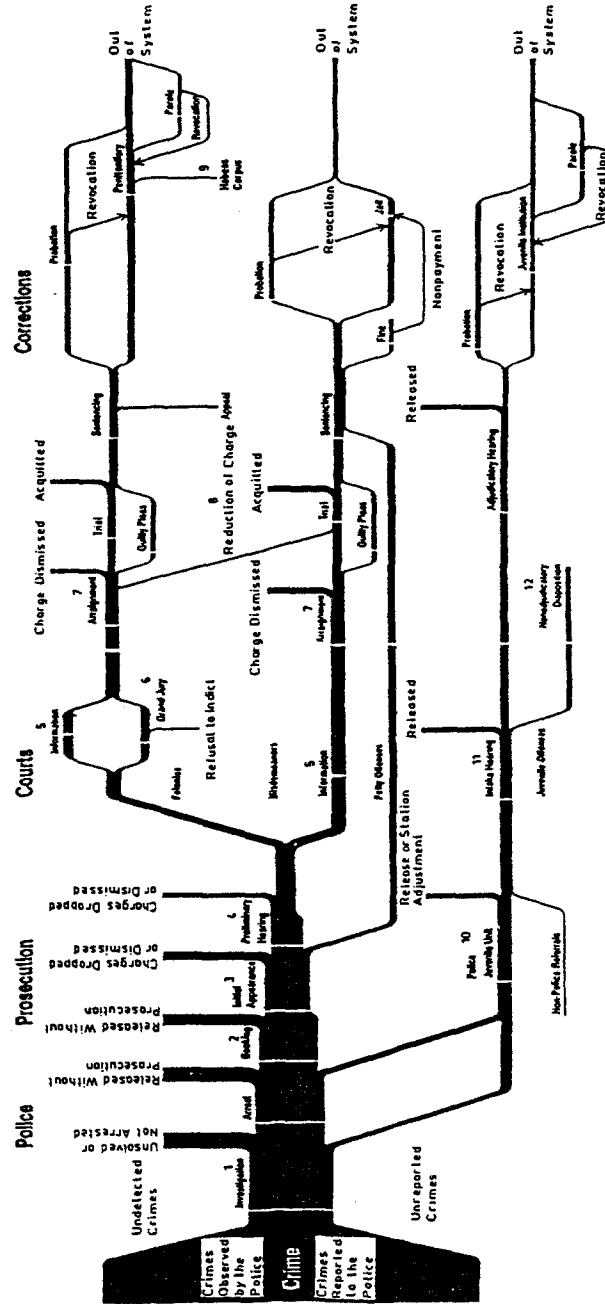 Police
Prosecution
Courts
Corrections
Undetected
Crimes
Crimes
Observed
by the
Police
Crime
Crimes
Reported
to the
Police
Unreported
Crimes
1
Investigation
Unsolved or
Not Arrested
Arrest
Released Without
Prosecution
2
Booking
Released Without
Prosecution
3
Initial
Appearance
Charges Dropped
or Dismissed
4
Preliminary
Hearing
Charges Dropped
or Dismissed
Felonies
5
Information
6
Grand Jury
Refusal to Indict
7
Arraignment
Charge Dismissed
Trial
Acquitted
Guilty Pleas
8
Reduction of Charge
Sentencing
Appeal
Probation
Revocation
Penitentiary
9
Habeas
Corpus
Parole
Revocation
Out
of
System
Misdemeanors
5
Information
7
Arraignment
Charge Dismissed
Trial
Acquitted
Guilty Pleas
Sentencing
Fine
Nonpayment
Probation
Revocation
Jail
Out
of
System
Petty Offenses
Release or Station
Adjustment
10
Police
Juvenile Unit
Non-Police Referrals
11
Intake Hearing
Released
Juvenile Offenses
12
Nonadjudicatory
Disposition
Adjudicatory Hearing
Released
Probation
Revocation
Juvenile Institution
Parole
Revocation
Out
of
System